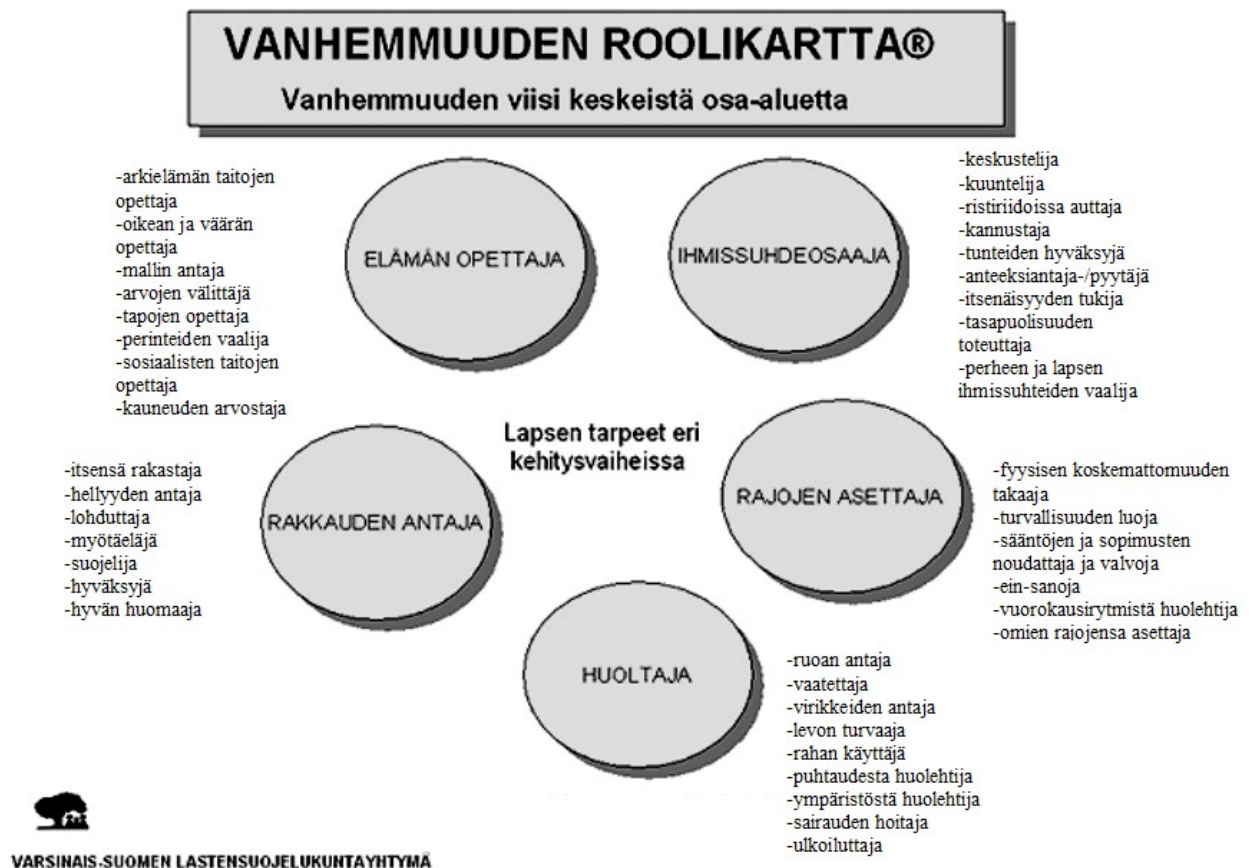 VANHEMMUUDEN ROOLIKARTTA®
Vanhemmuuden viisi keskeistä osa-aluetta
-arkielämän taitojen
opettaja
-oikean ja väärän
opettaja
-mallin antaja
-arvojen välittäjä
-tapojen opettaja
-perinteiden vaalija
-sosiaalisten taitojen
opettaja
-kauneuden arvostaja
ELÄMÄN OPETTAJA
IHMISSUHDEOSAAJA
-keskustelija
-kuuntelija
-ristiriidoissa auttaja
-kannustaja
-tunteiden hyväksyjä
-anteeksiantaja-/pyytäjä
-itsenäisyyden tukija
-tasapuolisuuden
toteuttaja
-perheen ja lapsen
ihmissuhteiden vaalija
Lapsen tarpeet eri
kehitysvaiheissa
-itsensä rakastaja
-hellyyden antaja
-lohduttaja
-myötäeläjä
-suojelija
-hyväksyjä
-hyvän huomaaja
RAKKAUDEN ANTAJA
RAJOJEN ASETTAJA
-fyysisen koskemattomuuden
takaaja
-turvallisuuden luoja
-sääntöjen ja sopimusten
noudattaja ja valvoja
-ein-sanoja
-vuorokausirytmistä huolehtija
-omien rajojensa asettaja
HUOLTAJA
-ruoan antaja
-vaatettaja
-virikkeiden antaja
-levon turvaaja
-rahan käyttäjä
-puhtaudesta huolehtija
-ympäristöstä huolehtija
-sairauden hoitaja
-ulkoiluttaja
VARSINAIS-SUOMEN LASTENSUOJELUKUNTAYHTYMÄ